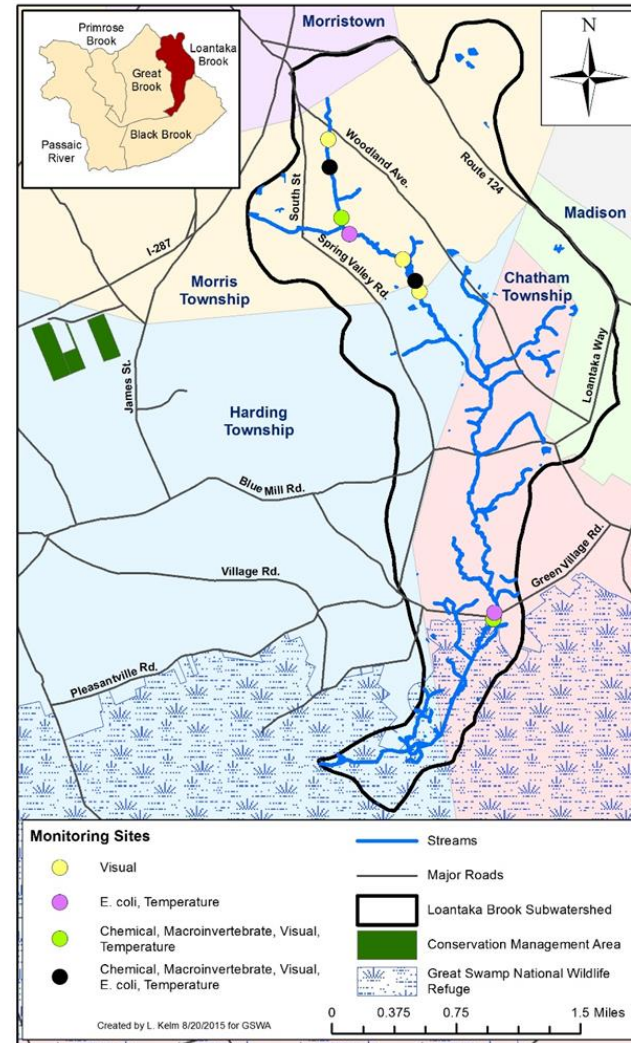 Primrose
Brook
Loantaka
Brook
Great
Brook
Black Brook
Passaic
River
Morristown
N
Woodland Ave.
Route 124
South St
Madison
I-287
Spring Valley Rd.
Morris
Township
Chatham
Township
James St.
Loantaka Way
Harding
Township
Blue Mill Rd.
Village Rd.
Green Village Rd.
Pleasantville Rd.
Monitoring Sites
Visual
E. coli, Temperature
Chemical, Macroinvertebrate, Visual,
Temperature
Chemical, Macroinvertebrate, Visual,
E. coli, Temperature
Streams
Major Roads
Loantaka Brook Subwatershed
Conservation Management Area
Great Swamp National Wildlife
Refuge
Created by L. Kelm 8/20/2015 for GSWA
0 0.375 0.75 1.5 Miles